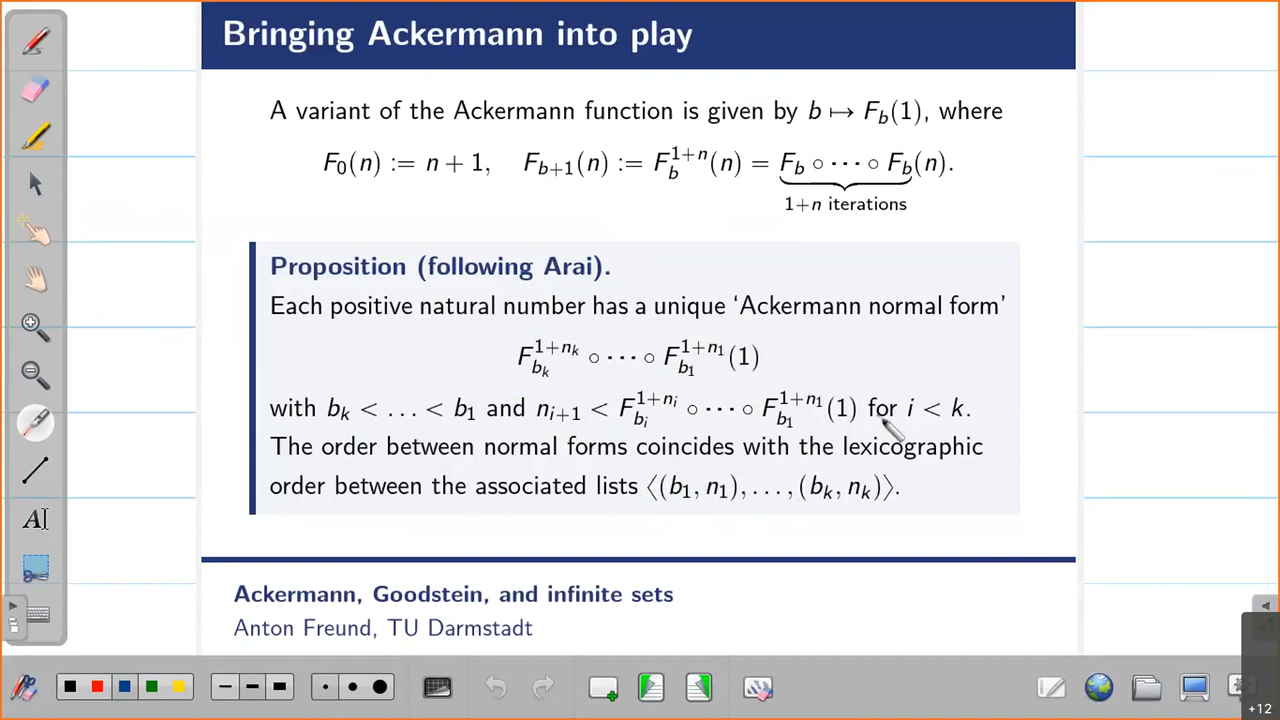 Bringing Ackermann into play
A variant of the Ackermann function is given by b ↦ F_b(1), where
F_0(n) := n + 1,   F_{b+1}(n) := F_b^{1+n}(n) = F_b ∘ ⋯ ∘ F_b(n).
1+n iterations
Proposition (following Arai).
Each positive natural number has a unique ‘Ackermann normal form’
F_{b_k}^{1+n_k} ∘ ⋯ ∘ F_{b_1}^{1+n_1}(1)
with b_k < … < b_1 and n_{i+1} < F_{b_i}^{1+n_i} ∘ ⋯ ∘ F_{b_1}^{1+n_1}(1) for i < k.
The order between normal forms coincides with the lexicographic
order between the associated lists ⟨(b_1, n_1), …, (b_k, n_k)⟩.
Ackermann, Goodstein, and infinite sets
Anton Freund, TU Darmstadt
A
+12